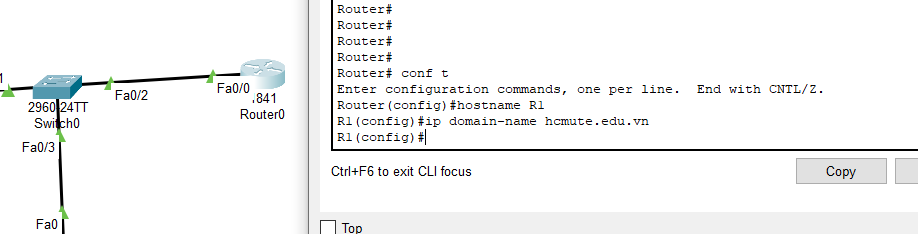 1
2960-24TT
Switch0
Fa0/2
Fa0/0
.841
Router0
Fa0/3
Fa0
Router#
Router#
Router#
Router#
Router# conf t
Enter configuration commands, one per line.  End with CNTL/Z.
Router(config)#hostname R1
R1(config)#ip domain-name hcmute.edu.vn
R1(config)#
Ctrl+F6 to exit CLI focus
Copy
Top